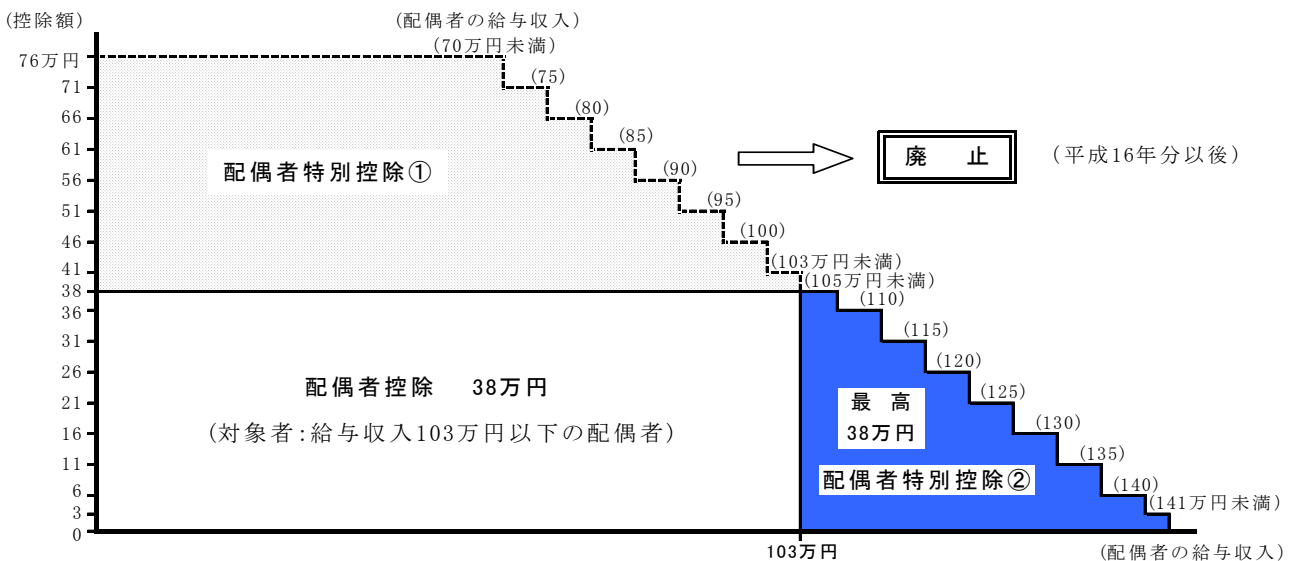 (控除額)
(配偶者の給与収入)
(70万円未満)
76万円
71
(75)
66
(80)
61
(85)
配偶者特別控除①
廃 止
(平成16年分以後)
56
(90)
51
(95)
46
(100)
41
(103万円未満)
38
(105万円未満)
36
(110)
31
(115)
26
(120)
配偶者控除 38万円
21
(125)
最 高
38万円
(対象者:給与収入103万円以下の配偶者)
16
(130)
11
(135)
配偶者特別控除②
6
(140)
3
(141万円未満)
0
103万円
(配偶者の給与収入)